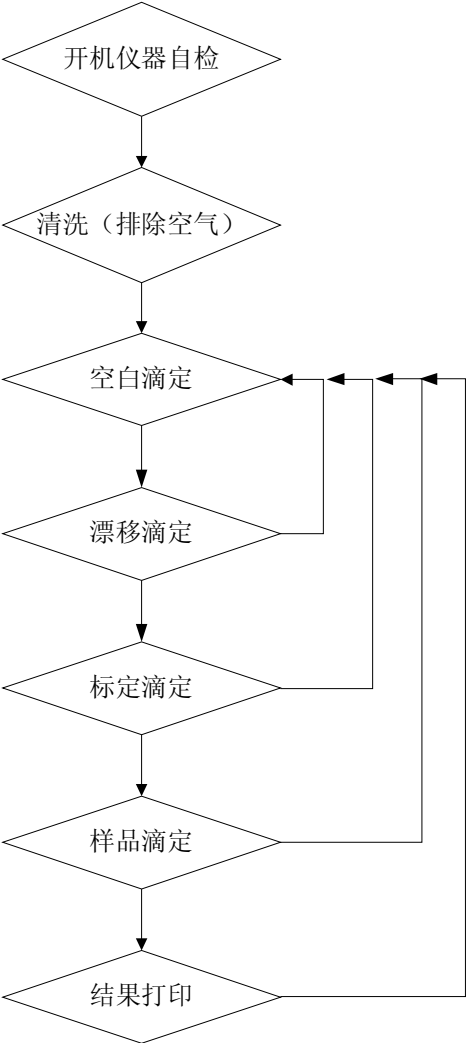 开机仪器自检
清洗（排除空气）
空白滴定
漂移滴定
标定滴定
样品滴定
结果打印